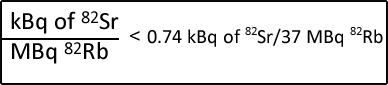 kBq of ⁸²Sr
MBq ⁸²Rb
< 0.74 kBq of ⁸²Sr/37 MBq ⁸²Rb